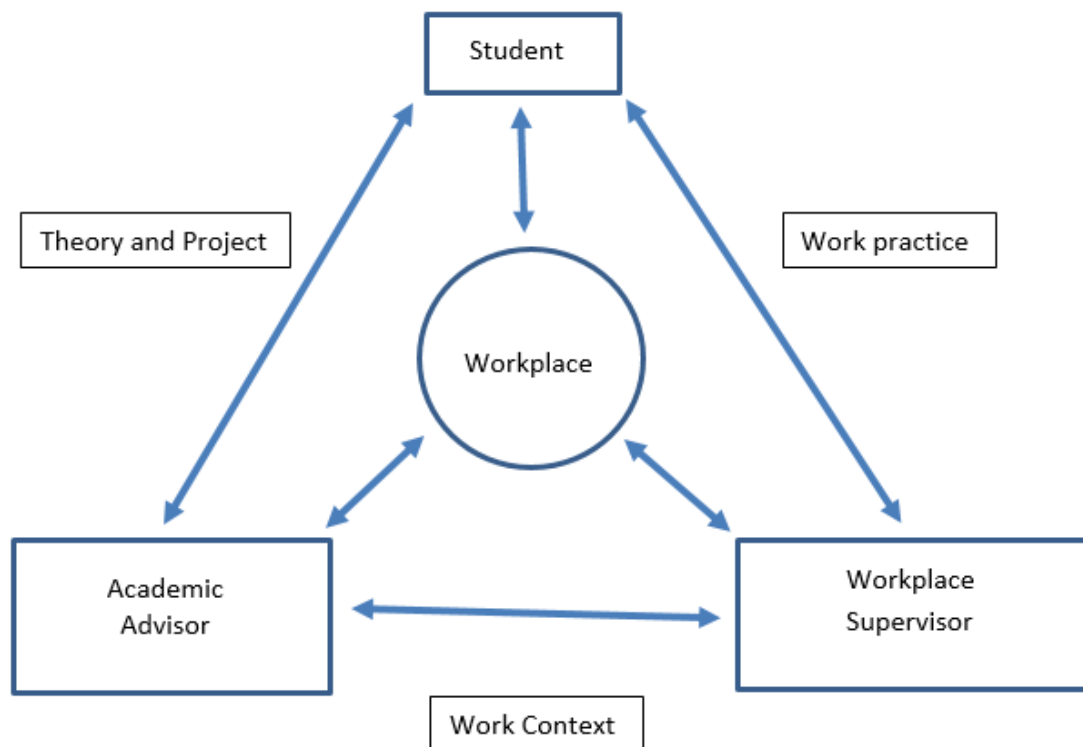 Student
Theory and Project
Work practice
Workplace
Academic
Advisor
Workplace
Supervisor
Work Context